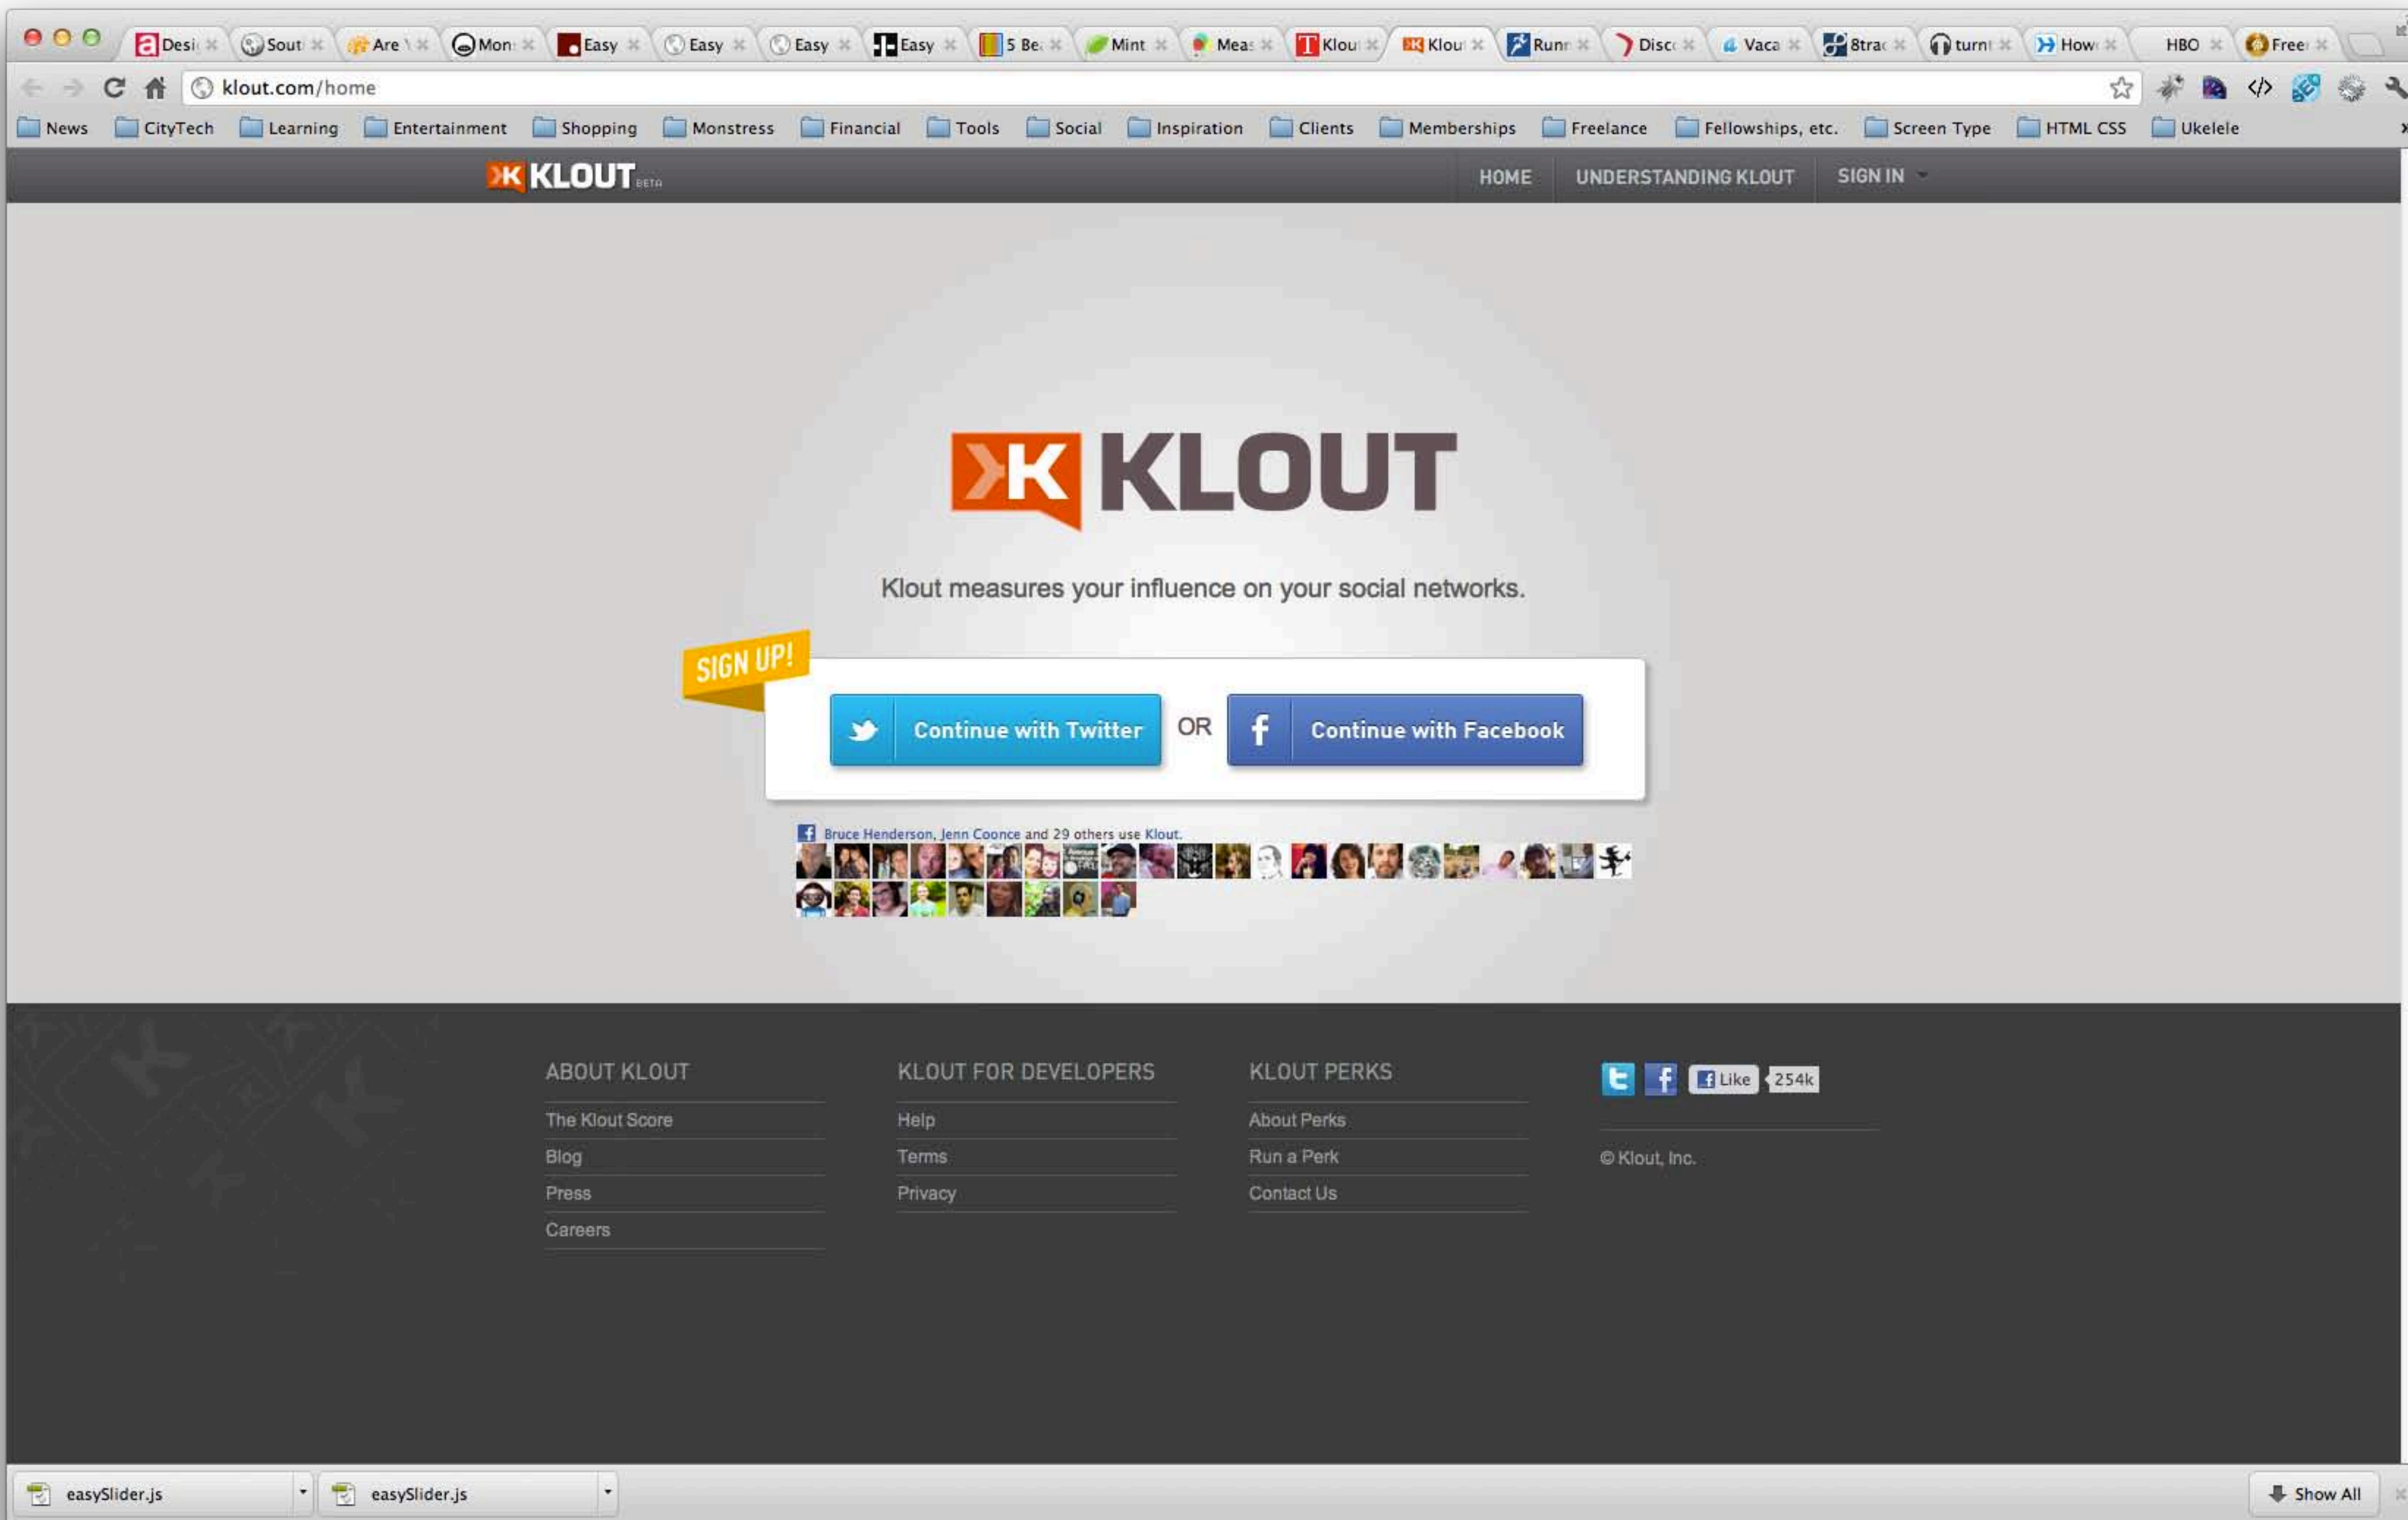 Desi Sout Are Mon Easy Easy Easy Easy 5 Be Mint Meas Klou Klou Runn Disc Vaca 8trac turnt How HBO Free
klout.com/home
News CityTech Learning Entertainment Shopping Monstress Financial Tools Social Inspiration Clients Memberships Freelance Fellowships, etc. Screen Type HTML CSS Ukelele
KLOUT BETA HOME UNDERSTANDING KLOUT SIGN IN
K KLOUT
Klout measures your influence on your social networks.
SIGN UP!
Continue with Twitter OR f Continue with Facebook
Bruce Henderson, Jenn Coonce and 29 others use Klout.
ABOUT KLOUT KLOUT FOR DEVELOPERS KLOUT PERKS t f Like 254k
The Klout Score Help About Perks
Blog Terms Run a Perk © Klout, Inc.
Press Privacy Contact Us
Careers
easySlider.js easySlider.js Show All